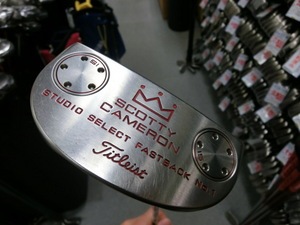 SCOTTY
CAMERON
STUDIO SELECT FASTBACK NO.1
Titleist